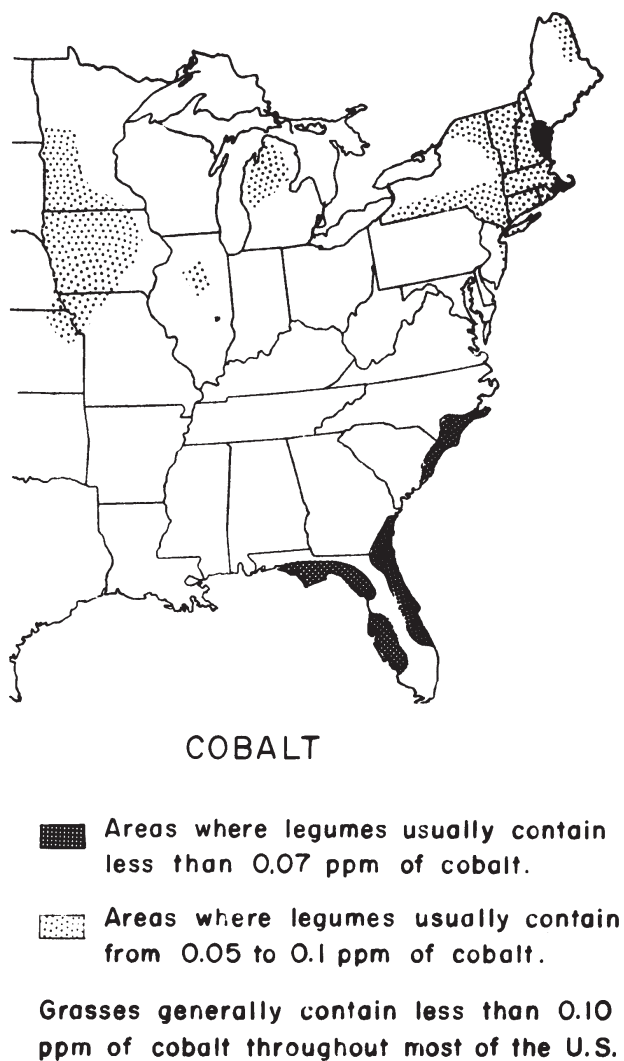 COBALT
Areas where legumes usually contain
less than 0.07 ppm of cobalt.
Areas where legumes usually contain
from 0.05 to 0.1 ppm of cobalt.
Grasses generally contain less than 0.10
ppm of cobalt throughout most of the U.S.